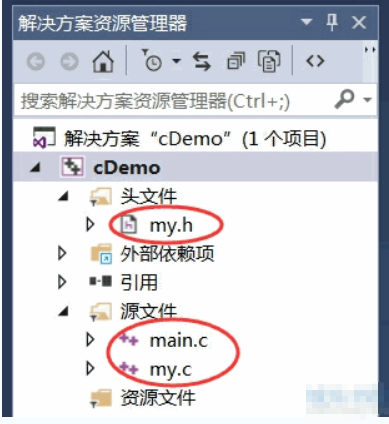 解决方案资源管理器
搜索解决方案资源管理器(Ctrl+;)
解决方案“cDemo”(1 个项目)
cDemo
头文件
my.h
外部依赖项
引用
源文件
main.c
my.c
资源文件